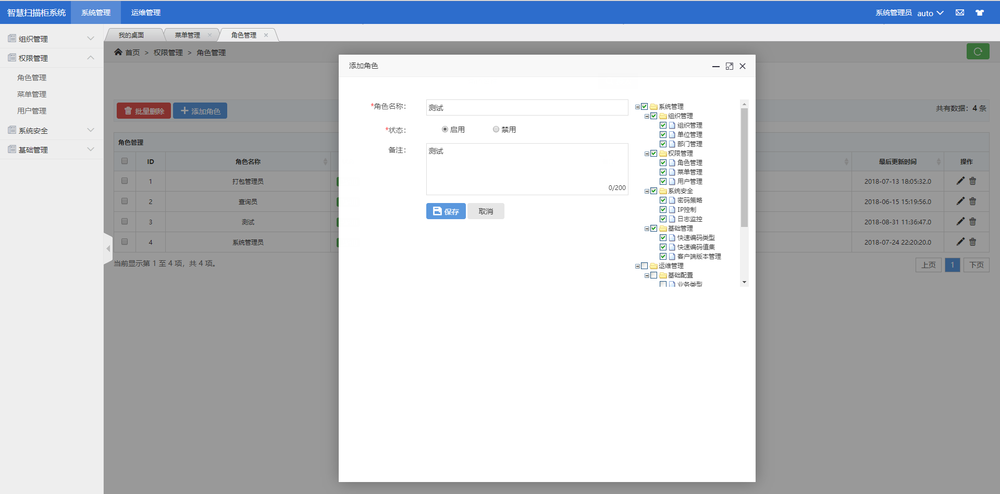 智慧扫描柜系统 系统管理 运维管理 系统管理员 auto
组织管理
权限管理
角色管理
菜单管理
用户管理
系统安全
基础管理
我的桌面 菜单管理 角色管理
首页 > 权限管理 > 角色管理
批量删除 添加角色 共有数据：4 条
角色管理
ID 角色名称 最后更新时间 操作
1 打包管理员 2018-07-13 18:05:32.0
2 查询员 2018-06-15 15:19:56.0
3 测试 2018-08-31 11:36:47.0
4 系统管理员 2018-07-24 22:20:20.0
当前显示第 1 至 4 项，共 4 项。 上页 1 下页
添加角色
*角色名称： 测试
*状态： 启用 禁用
备注： 测试
0/200
保存 取消
系统管理
组织管理
组织管理
单位管理
部门管理
权限管理
角色管理
菜单管理
用户管理
系统安全
密码策略
IP控制
日志监控
基础管理
快速编码类型
快速编码值集
客户端版本管理
运维管理
基础配置
业务类型